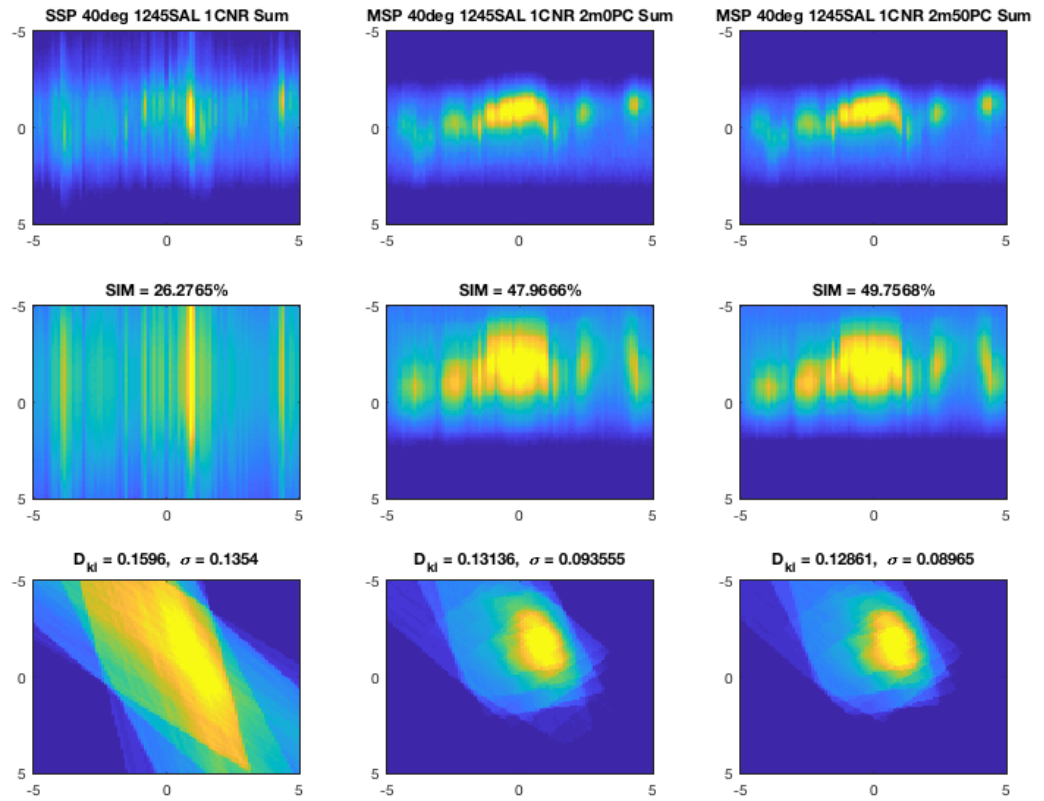 SSP 40deg 1245SAL 1CNR Sum
MSP 40deg 1245SAL 1CNR 2m0PC Sum
MSP 40deg 1245SAL 1CNR 2m50PC Sum
-5
0
5
-5 0 5
-5
0
5
-5 0 5
-5
0
5
-5 0 5
SIM = 26.2765%
SIM = 47.9666%
SIM = 49.7568%
-5
0
5
-5 0 5
-5
0
5
-5 0 5
-5
0
5
-5 0 5
D_kl = 0.1596, σ = 0.1354
D_kl = 0.13136, σ = 0.093555
D_kl = 0.12861, σ = 0.08965
-5
0
5
-5 0 5
-5
0
5
-5 0 5
-5
0
5
-5 0 5